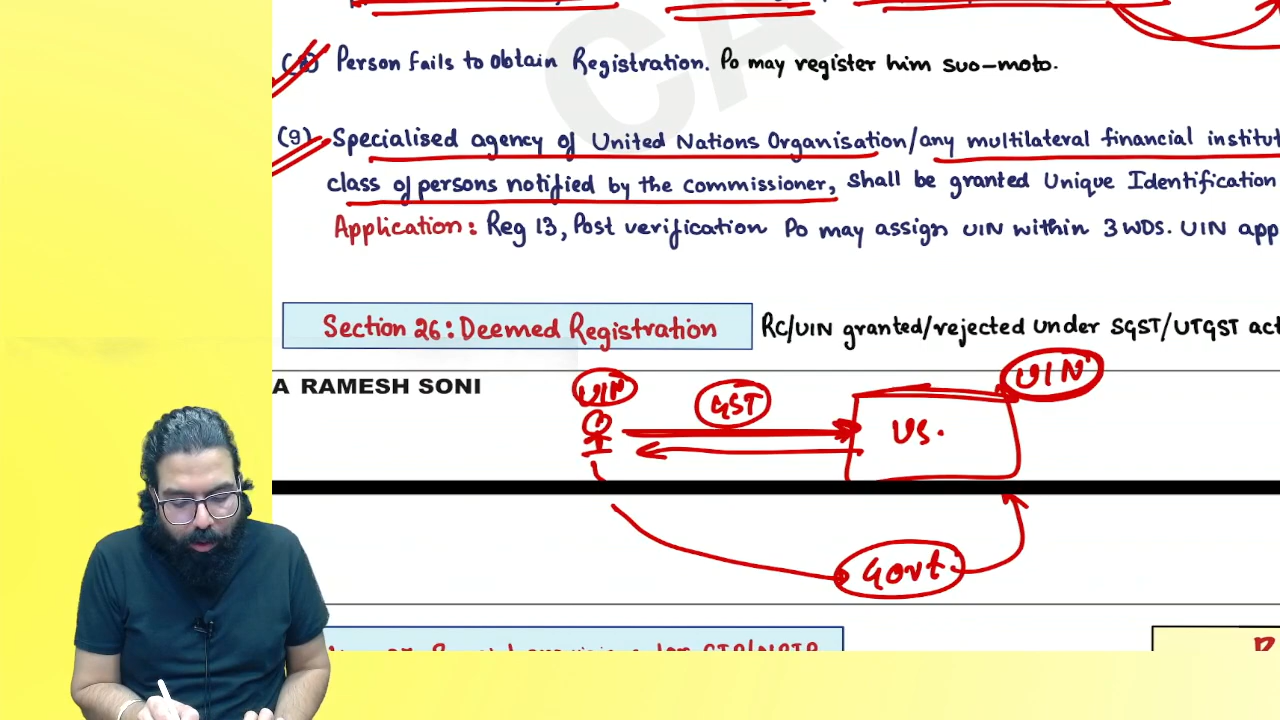 CA
(8) Person fails to obtain Registration. Po may register him suo-moto.
(9) Specialised agency of United Nations Organisation/any multilateral financial institut
class of persons notified by the commissioner, shall be granted Unique Identification
Application: Reg 13, Post verification Po may assign UIN within 3 WDS. UIN app
Section 26: Deemed Registration RC/UIN granted/rejected under SGST/UTGST act
A RAMESH SONI
UIN
GST
US.
UIN
Govt.